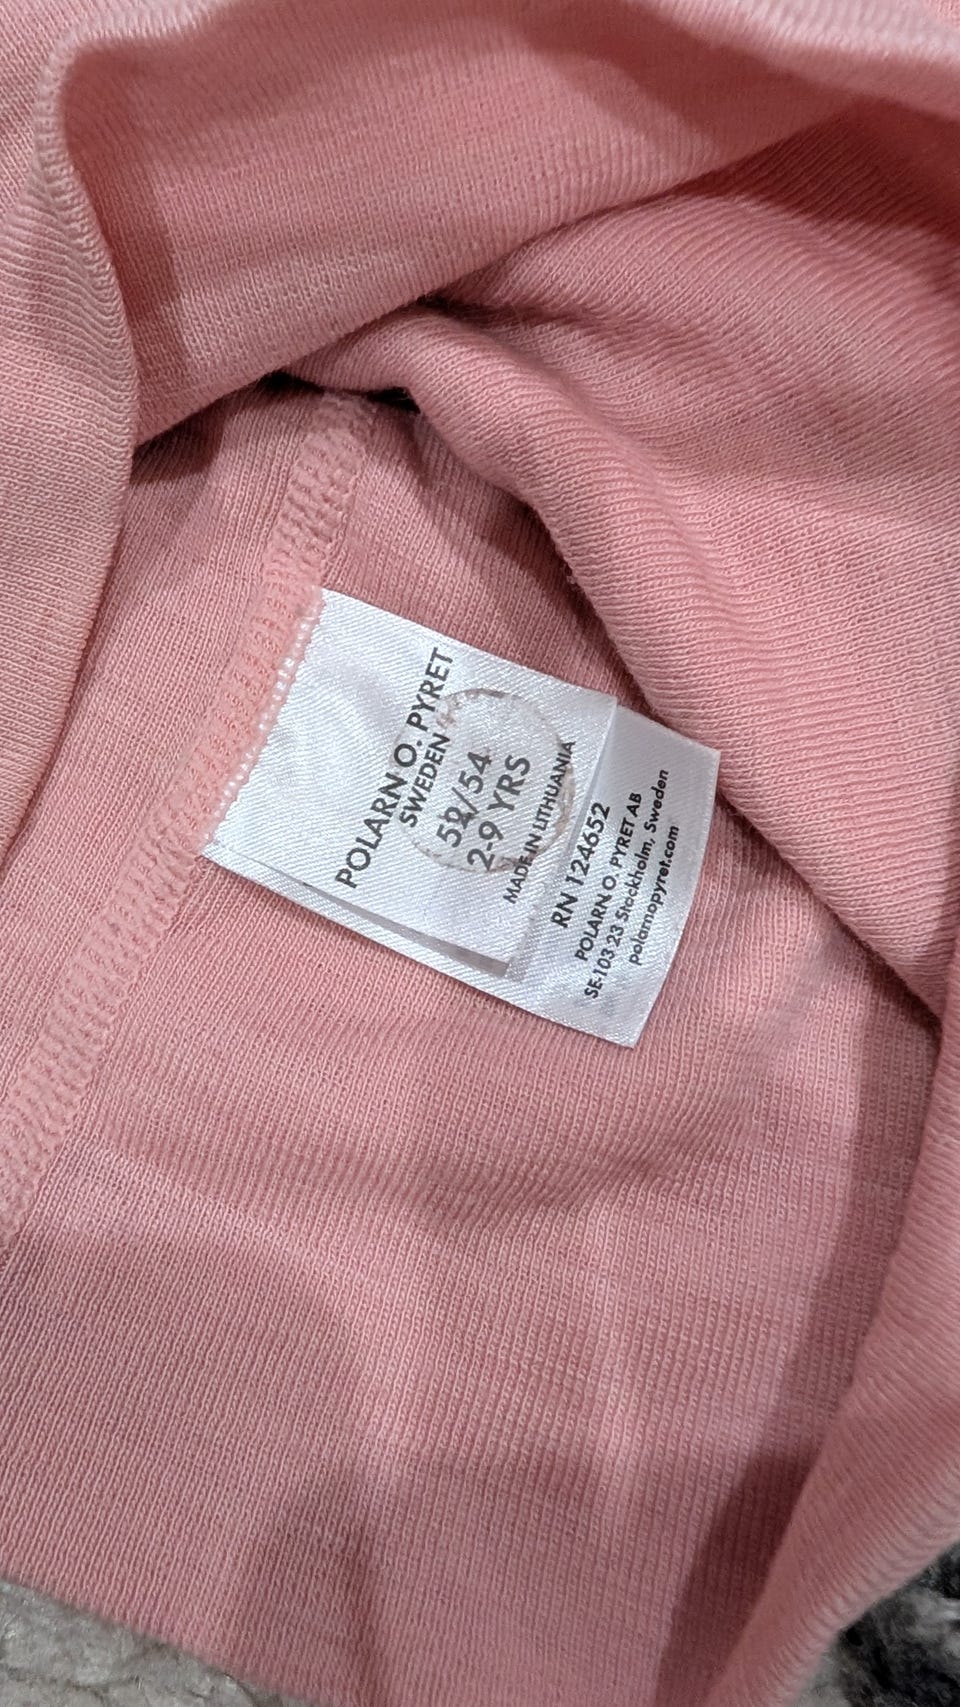 POLARN O. PYRET
SWEDEN
52/54
2-9 YRS
MADE IN LITHUANIA
RN 124652
POLARN O. PYRET AB
SE-103 23 Stockholm, Sweden
polarnopyret.com